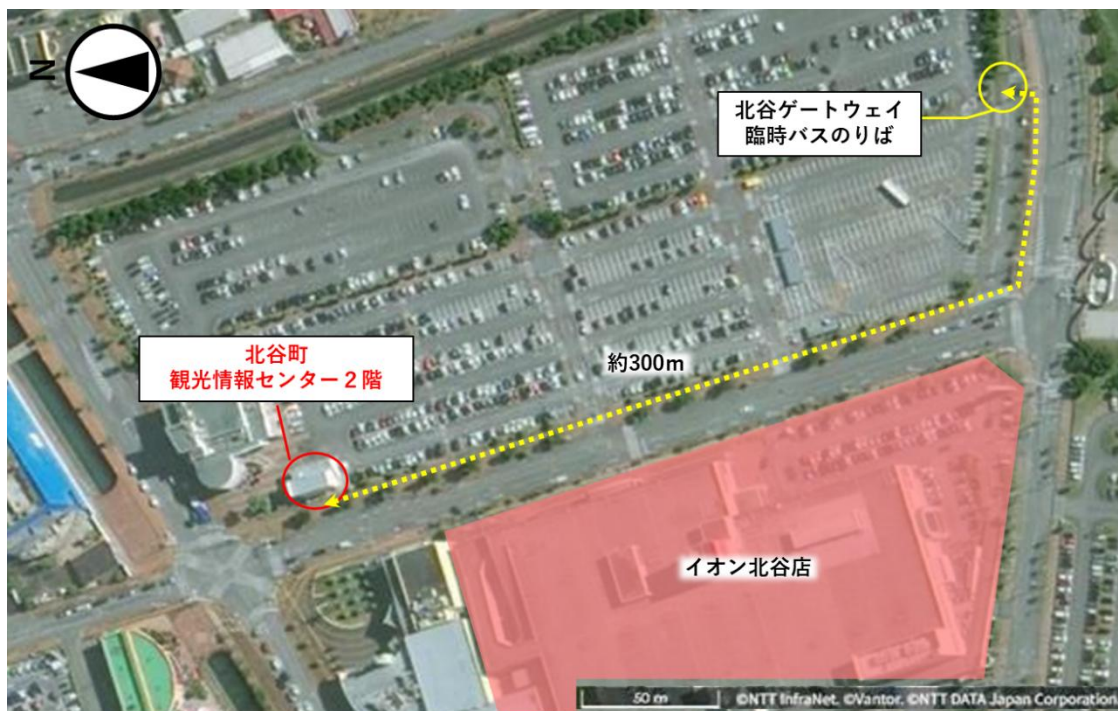 N
北谷ゲートウェイ
臨時バスのりば
北谷町
観光情報センター２階
約300m
イオン北谷店
50 m
©NTT InfraNet. ©Vantor. ©NTT DATA Japan Corporation